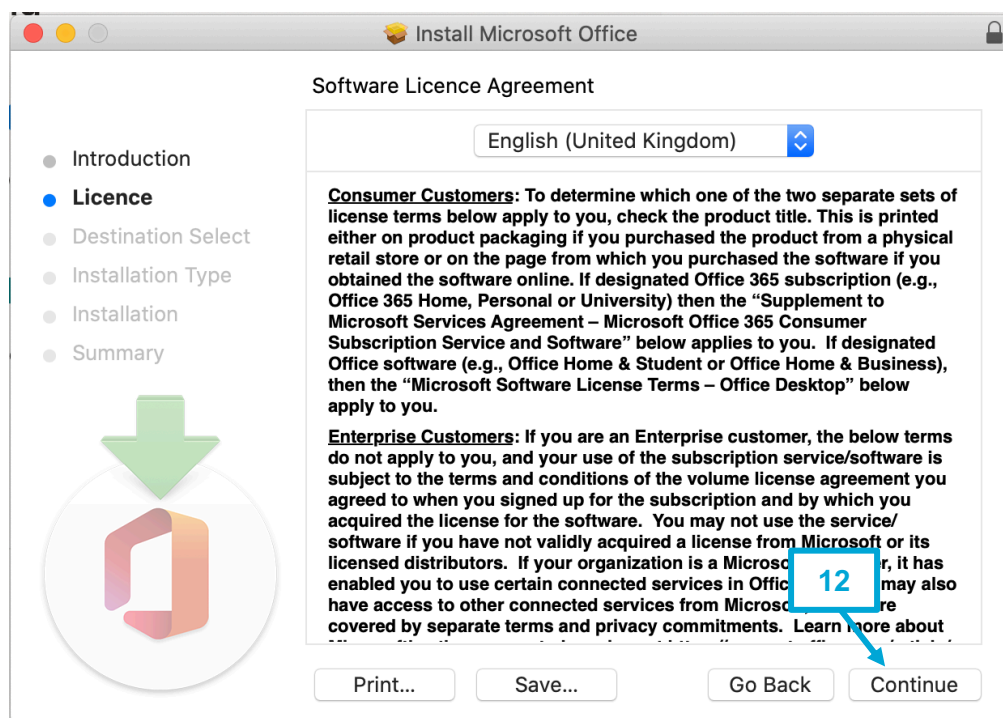 Install Microsoft Office
Software Licence Agreement
English (United Kingdom)
Introduction
Licence
Destination Select
Installation Type
Installation
Summary
Consumer Customers: To determine which one of the two separate sets of
license terms below apply to you, check the product title. This is printed
either on product packaging if you purchased the product from a physical
retail store or on the page from which you purchased the software if you
obtained the software online. If designated Office 365 subscription (e.g.,
Office 365 Home, Personal or University) then the “Supplement to
Microsoft Services Agreement – Microsoft Office 365 Consumer
Subscription Service and Software” below applies to you. If designated
Office software (e.g., Office Home & Student or Office Home & Business),
then the “Microsoft Software License Terms – Office Desktop” below
apply to you.
Enterprise Customers: If you are an Enterprise customer, the below terms
do not apply to you, and your use of the subscription service/software is
subject to the terms and conditions of the volume license agreement you
agreed to when you signed up for the subscription and by which you
acquired the license for the software. You may not use the service/
software if you have not validly acquired a license from Microsoft or its
licensed distributors. If your organization is a it has
enabled you to use certain connected services in may also
have access to other connected services from
covered by separate terms and privacy commitments. Learn more about
12
Print...
Save...
Go Back
Continue